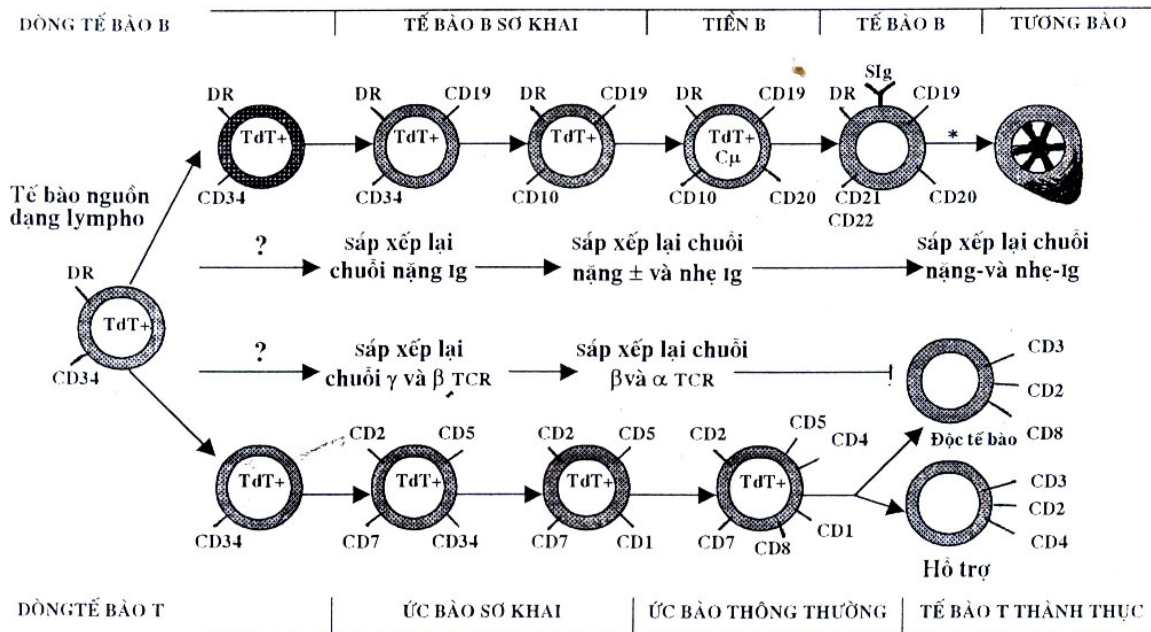 DÒNG TẾ BÀO B | TẾ BÀO B SƠ KHAI | TIỀN B | TẾ BÀO B | TƯƠNG BÀO
SIg
DR DR CD19 DR CD19 DR CD19 DR CD19
TdT+ TdT+ TdT+ TdT+ *
Cμ
CD34 CD34 CD10 CD10 CD20 CD21 CD20
CD22
Tế bào nguồn
dạng lympho
? sáp xếp lại sáp xếp lại chuỗi sáp xếp lại chuỗi
chuỗi nặng Ig nặng ± và nhẹ Ig nặng-và nhẹ-Ig
DR
TdT+
CD34
? sáp xếp lại sáp xếp lại chuỗi
chuỗi γ và β TCR β và α TCR
CD3
CD2
CD8
Độc tế bào
CD2 CD5 CD2 CD5 CD2 CD5
CD4
TdT+ TdT+ TdT+ TdT+
CD34 CD7 CD34 CD7 CD1 CD7 CD8 CD1
CD3
CD2
CD4
Hỗ trợ
DÒNGTẾ BÀO T | ỨC BÀO SƠ KHAI | ỨC BÀO THÔNG THƯỜNG | TẾ BÀO T THÀNH THỤC